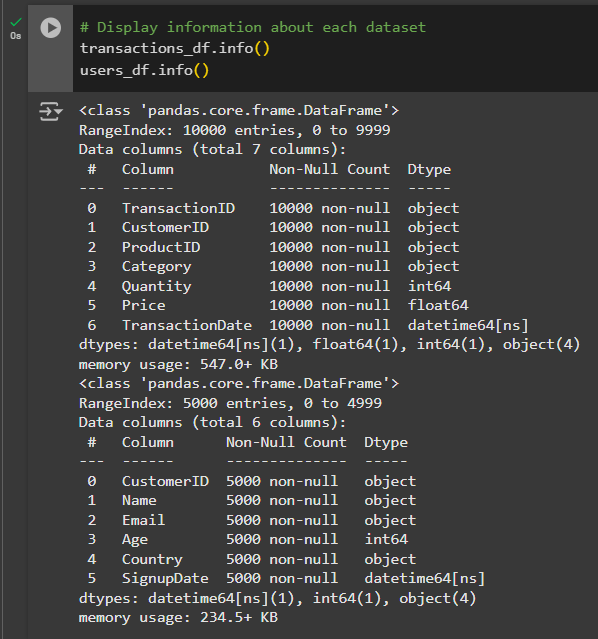 # Display information about each dataset
transactions_df.info()
0s
users_df.info()
<class 'pandas.core.frame.DataFrame'>
RangeIndex: 10000 entries, 0 to 9999
Data columns (total 7 columns):
 #   Column           Non-Null Count  Dtype
---  ------           --------------  -----
 0   TransactionID    10000 non-null  object
 1   CustomerID       10000 non-null  object
 2   ProductID        10000 non-null  object
 3   Category         10000 non-null  object
 4   Quantity         10000 non-null  int64
 5   Price            10000 non-null  float64
 6   TransactionDate  10000 non-null  datetime64[ns]
dtypes: datetime64[ns](1), float64(1), int64(1), object(4)
memory usage: 547.0+ KB
<class 'pandas.core.frame.DataFrame'>
RangeIndex: 5000 entries, 0 to 4999
Data columns (total 6 columns):
 #   Column      Non-Null Count  Dtype
---  ------      --------------  -----
 0   CustomerID  5000 non-null   object
 1   Name        5000 non-null   object
 2   Email       5000 non-null   object
 3   Age         5000 non-null   int64
 4   Country     5000 non-null   object
 5   SignupDate  5000 non-null   datetime64[ns]
dtypes: datetime64[ns](1), int64(1), object(4)
memory usage: 234.5+ KB